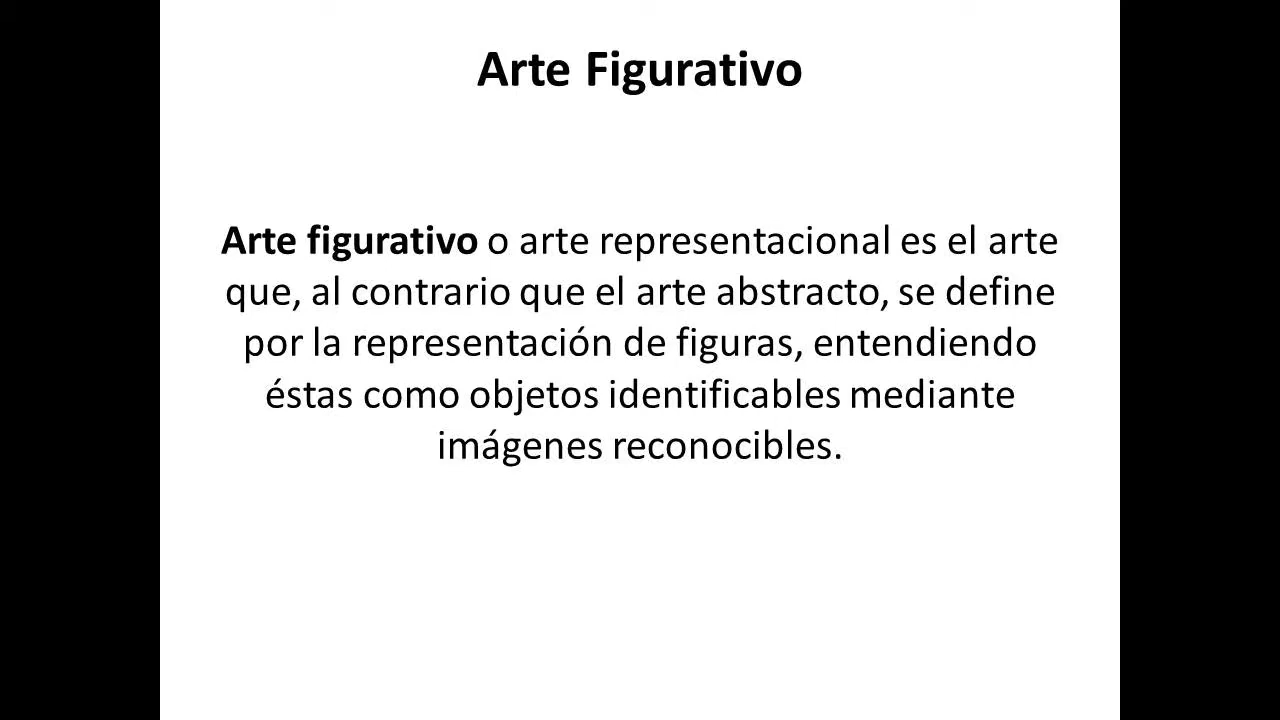 Arte Figurativo
Arte figurativo o arte representacional es el arte
que, al contrario que el arte abstracto, se define
por la representación de figuras, entendiendo
éstas como objetos identificables mediante
imágenes reconocibles.